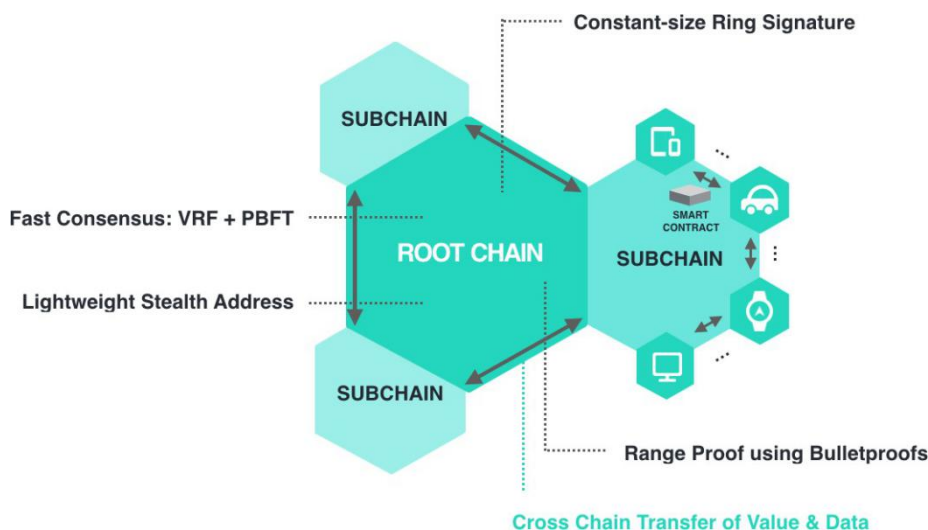 Constant-size Ring Signature
SUBCHAIN
Fast Consensus: VRF + PBFT
SMART
CONTRACT
ROOT CHAIN
SUBCHAIN
Lightweight Stealth Address
SUBCHAIN
Range Proof using Bulletproofs
Cross Chain Transfer of Value & Data